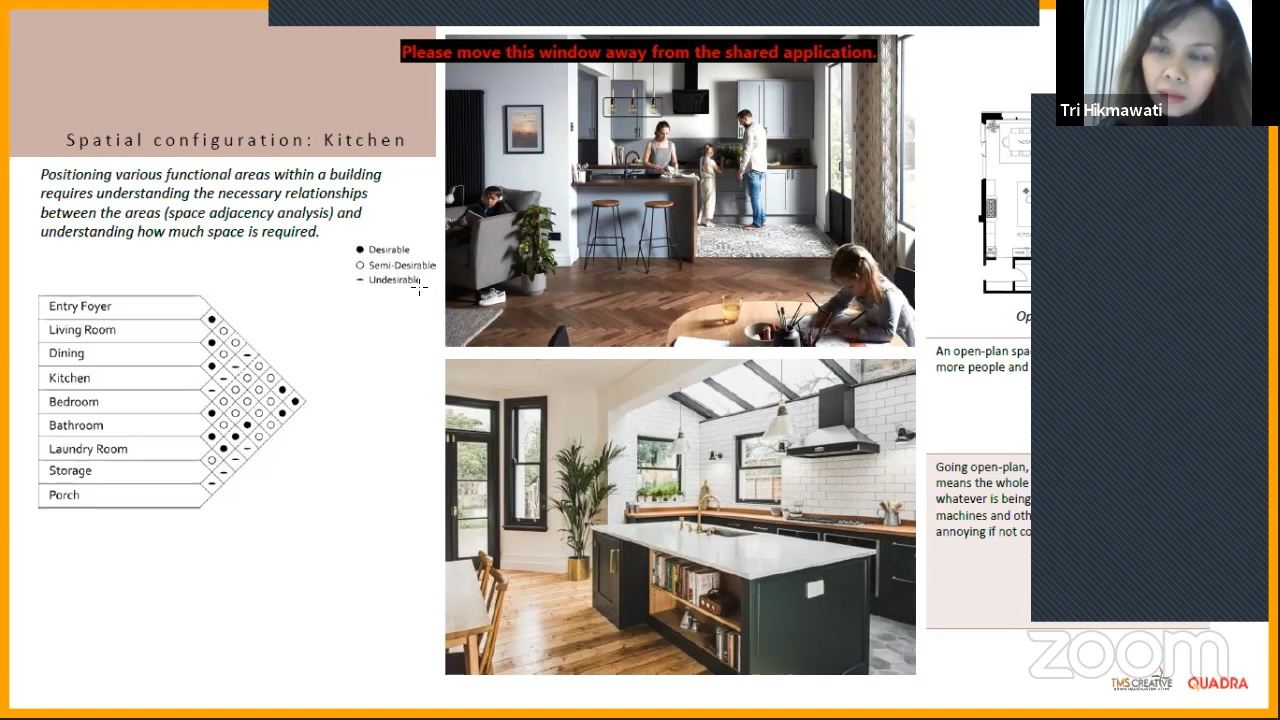 Please move this window away from the shared application.
Tri Hikmawati
Spatial configuration: Kitchen
Positioning various functional areas within a building
requires understanding the necessary relationships
between the areas (space adjacency analysis) and
understanding how much space is required.
Desirable
Semi-Desirable
Undesirable
Entry Foyer
Living Room
Dining
Kitchen
Bedroom
Bathroom
Laundry Room
Storage
Porch
Op
An open-plan spa
more people and
Going open-plan,
means the whole
whatever is being
machines and oth
annoying if not co
zoom
TMS CREATIVE
QUADRA